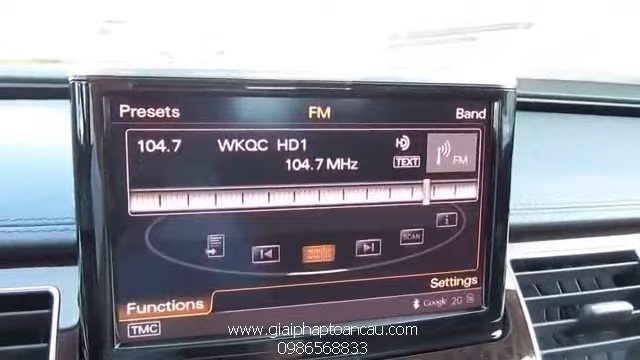 Presets FM Band
104.7 WKQC HD1
104.7 MHz TEXT FM
SCAN
Settings
Functions
Google 2G
TMC
www.giaiphaptoancau.com
0986568833